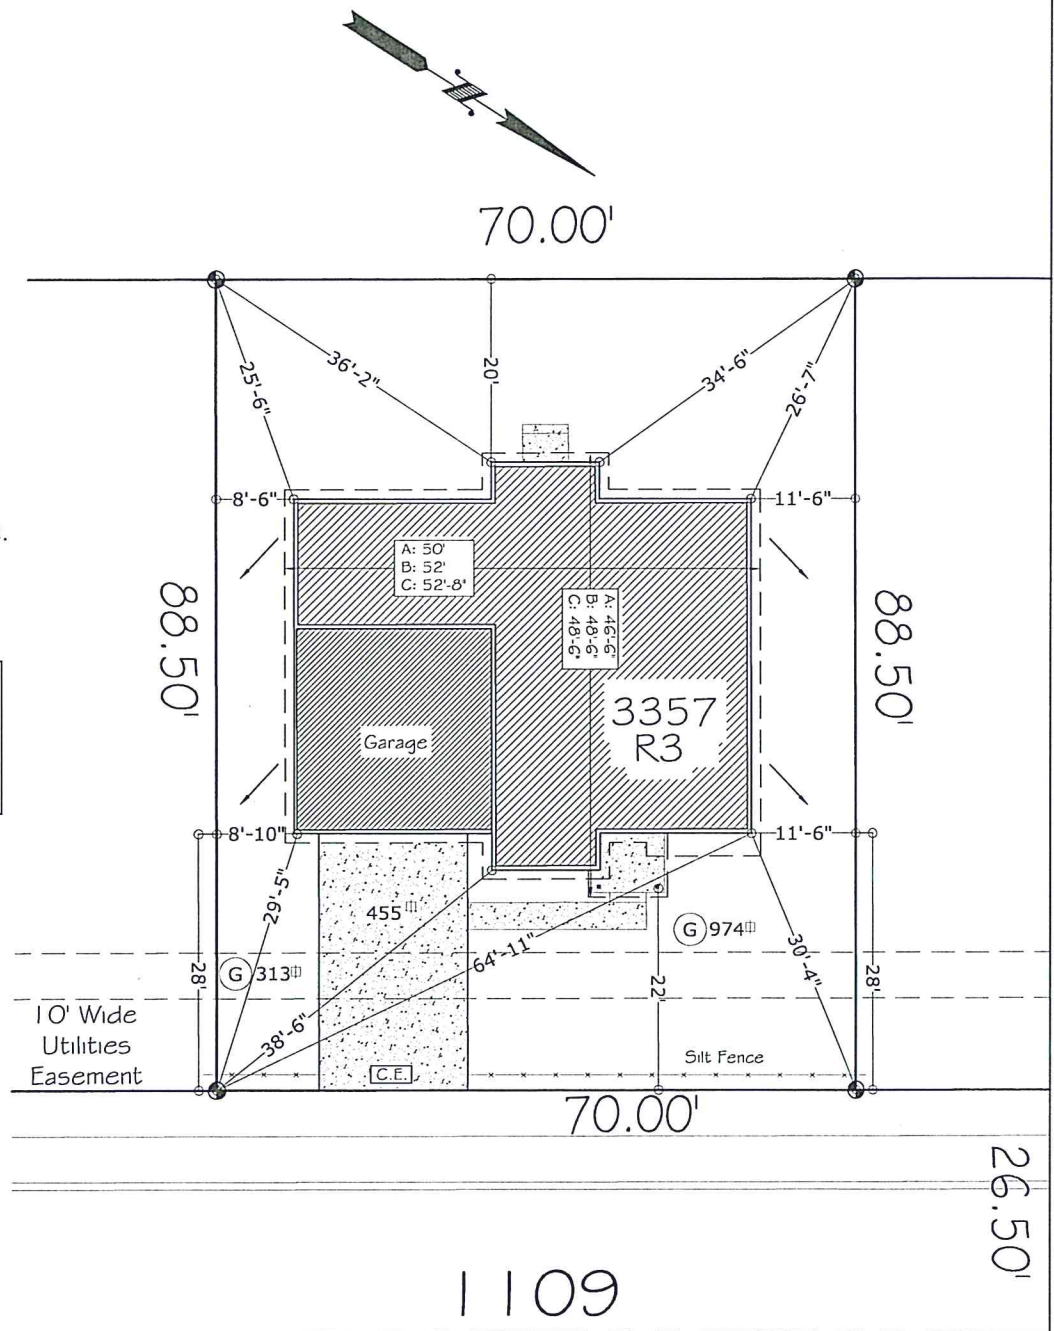 70.00'
25'-6"
36'-2"
20'
34'-6"
26'-7"
8'-6"
11'-6"
A: 50'
B: 52'
C: 52'-8"
A: 46'-6"
B: 48'-6"
C: 48'-6"
88.50'
88.50'
3357
R3
Garage
8'-10"
11'-6"
29'-5"
455
G 974
64'-11"
30'-4"
28'
G 313
22'
28'
38'-6"
10' Wide
Utilities
Easement
C.E.
Silt Fence
70.00'
26.50'
1109